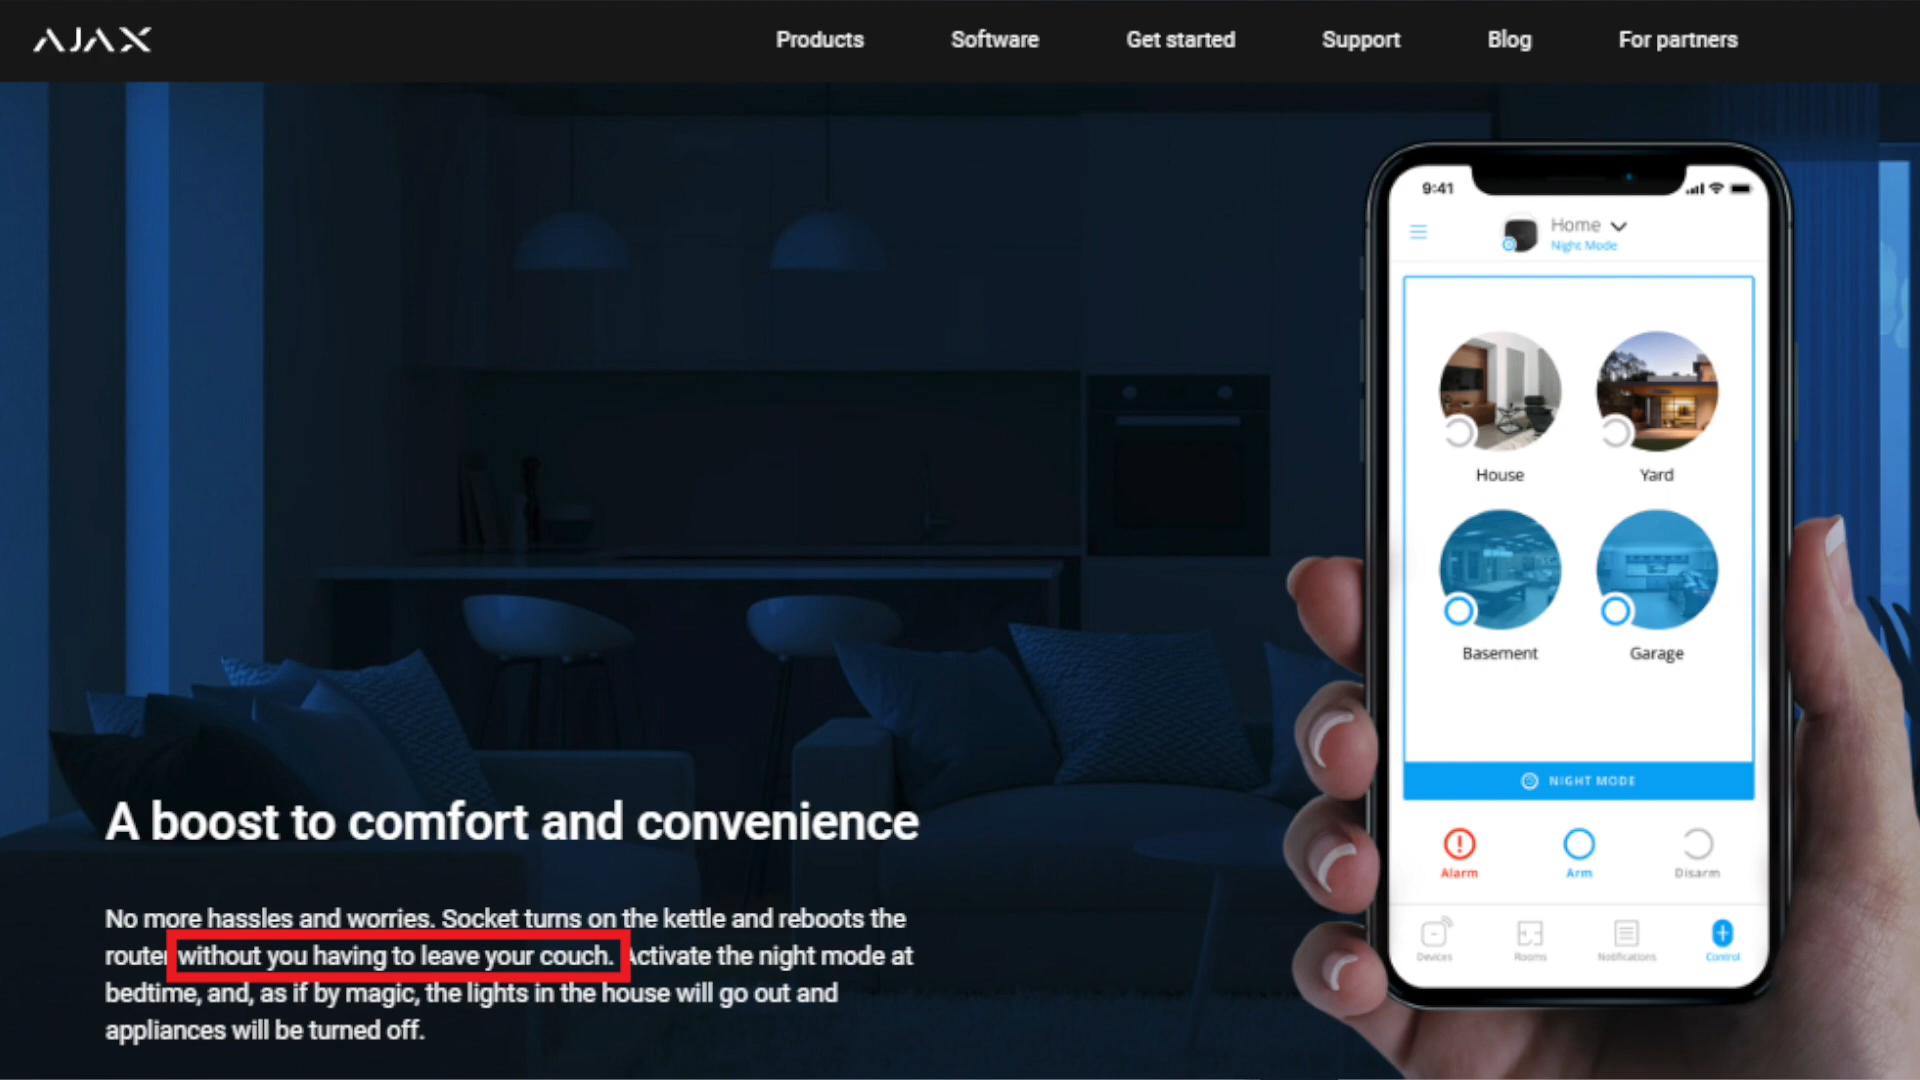 AJAX
Products
Software
Get started
Support
Blog
For partners
9:41
Home
Night Mode
House
Yard
Basement
Garage
NIGHT MODE
Alarm
Arm
Disarm
Devices
Rooms
Notifications
Control
A boost to comfort and convenience
No more hassles and worries. Socket turns on the kettle and reboots the
router without you having to leave your couch. Activate the night mode at
bedtime, and, as if by magic, the lights in the house will go out and
appliances will be turned off.